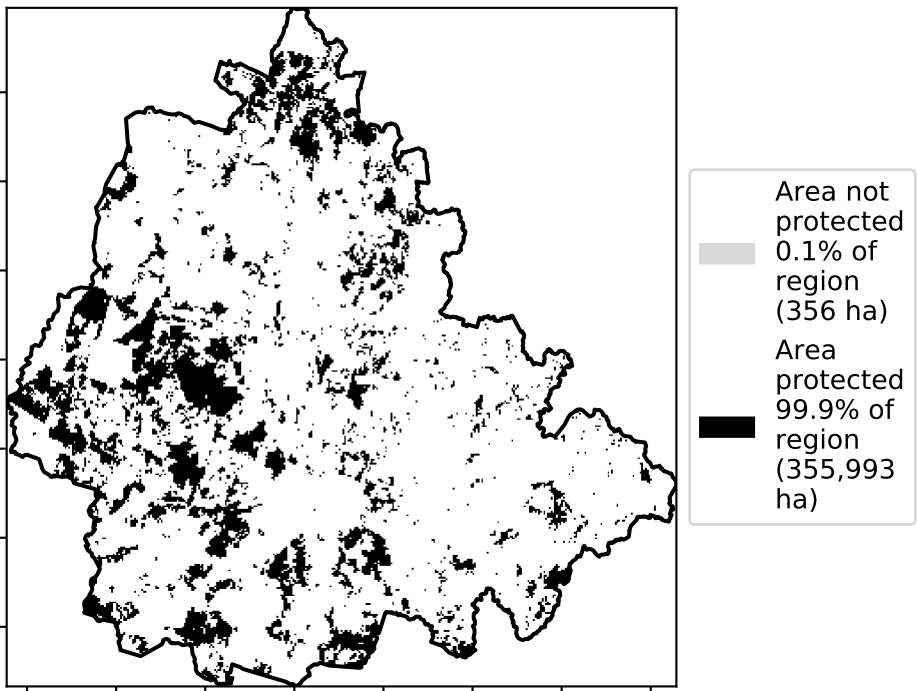 Area not
protected
0.1% of
region
(356 ha)
Area
protected
99.9% of
region
(355,993
ha)